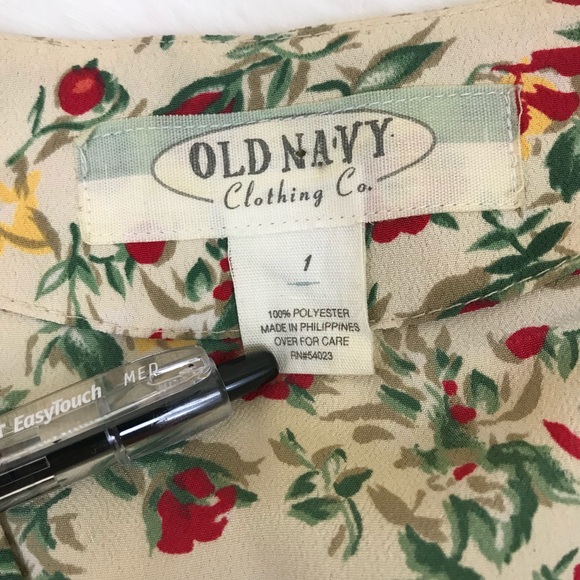 OLD NAVY
Clothing Co.
1
100% POLYESTER
MADE IN PHILIPPINES
OVER FOR CARE
RN#54023
EasyTouch MED